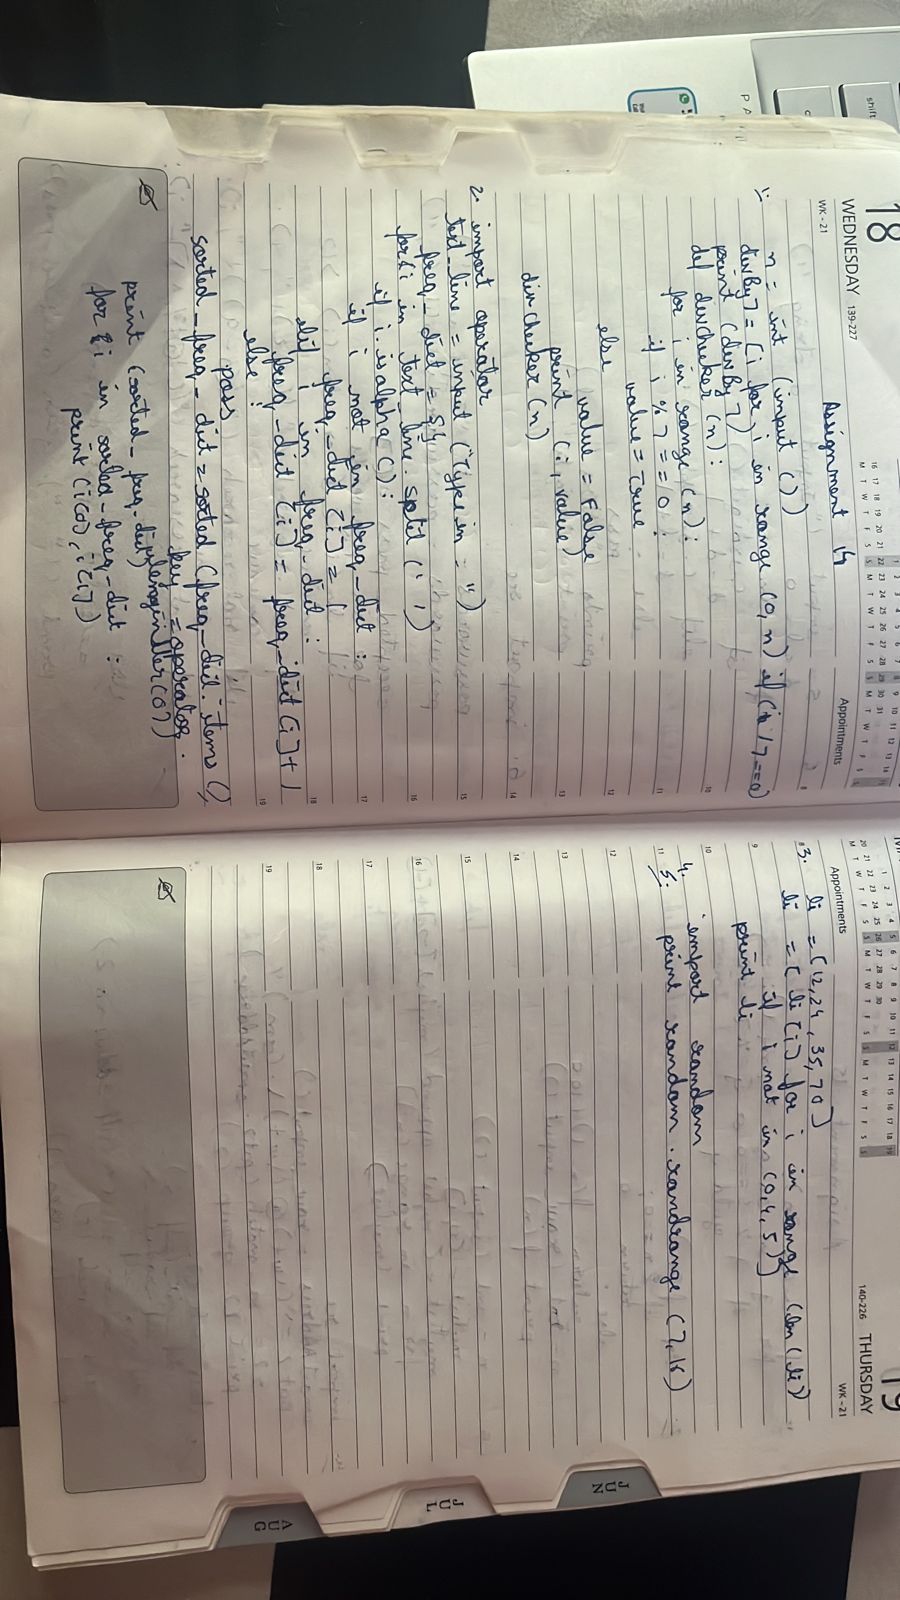 18
WEDNESDAY 139-227
WK - 21
Appointments
Assignment 14
1:
n = int (input ())
divBy7 = [i for i in range (0, n) if (i % 7 == 0)
print (divBy 7)
def divchecker (n):
for i in range (n):
if i % 7 == 0:
value = True
else
value = False
print (i, value)
divchecker (n)
2. import operator
text_line = input ("Type in = ")
freq_dict = {}
for i in text_line. split (' ')
if i. isalpha ():
if i not in freq_dict:
freq_dict [i] = 1
elif i in freq_dict:
freq_dict [i] = freq_dict [i] + 1
else:
pass
sorted_freq_dict = sorted (freq_dict. items (),
key = operator.
itemgetter (0))
print (sorted_freq_dict)
for i in sorted_freq_dict:
print (i[0], i[1])
19
140-226 THURSDAY
WK - 21
Appointments
3. li = [12, 24, 35, 70]
li = [li [i] for i in range (len (li))
if i not in (0, 4, 5)]
print li
4.
5.
import random
print random. randrange (7, 16)
JUN
JUL
AUG
shift